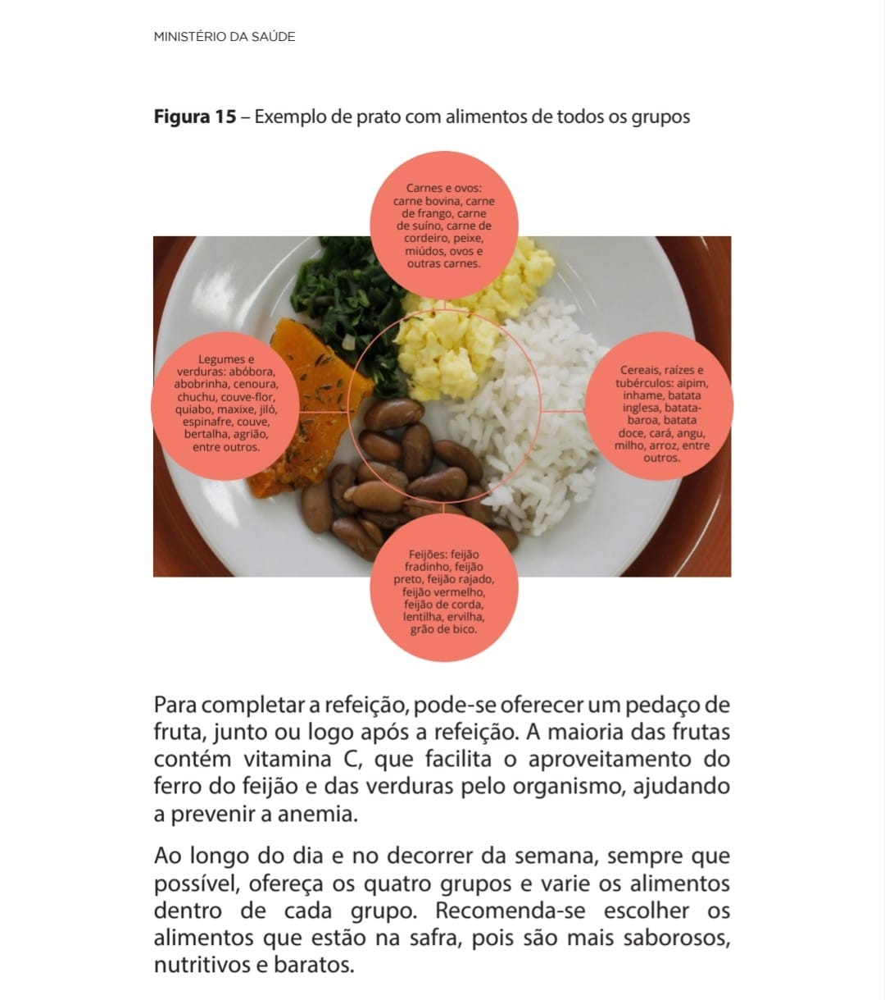 MINISTÉRIO DA SAÚDE
Figura 15 – Exemplo de prato com alimentos de todos os grupos
Carnes e ovos:
carne bovina, carne
de frango, carne
de suíno, carne de
cordeiro, peixe,
miúdos, ovos e
outras carnes.
Legumes e
verduras: abóbora,
abobrinha, cenoura,
chuchu, couve-flor,
quiabo, maxixe, jiló,
espinafre, couve,
bertalha, agrião,
entre outros.
Cereais, raízes e
tubérculos: aipim,
inhame, batata
inglesa, batata-
baroa, batata
doce, cará, angu,
milho, arroz, entre
outros.
Feijões: feijão
fradinho, feijão
preto, feijão rajado,
feijão vermelho,
feijão de corda,
lentilha, ervilha,
grão de bico.
Para completar a refeição, pode-se oferecer um pedaço de
fruta, junto ou logo após a refeição. A maioria das frutas
contém vitamina C, que facilita o aproveitamento do
ferro do feijão e das verduras pelo organismo, ajudando
a prevenir a anemia.
Ao longo do dia e no decorrer da semana, sempre que
possível, ofereça os quatro grupos e varie os alimentos
dentro de cada grupo. Recomenda-se escolher os
alimentos que estão na safra, pois são mais saborosos,
nutritivos e baratos.